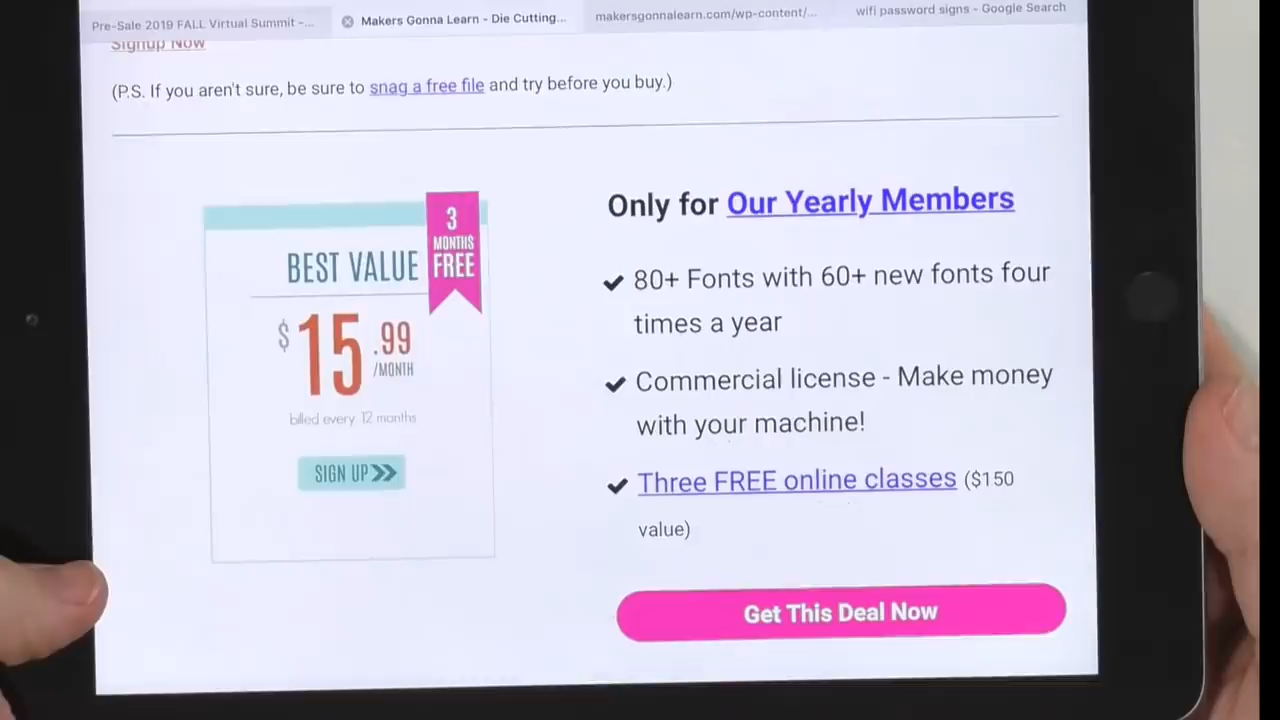 Pre-Sale 2019 FALL Virtual Summit –...
Makers Gonna Learn - Die Cutting...
makersgonnalearn.com/wp-content/...
wifi password signs - Google Search
Signup Now
(P.S. If you aren't sure, be sure to snag a free file and try before you buy.)
3
MONTHS
FREE
BEST VALUE
$15.99
/MONTH
billed every 12 months
SIGN UP
Only for Our Yearly Members
80+ Fonts with 60+ new fonts four
times a year
Commercial license - Make money
with your machine!
Three FREE online classes ($150
value)
Get This Deal Now